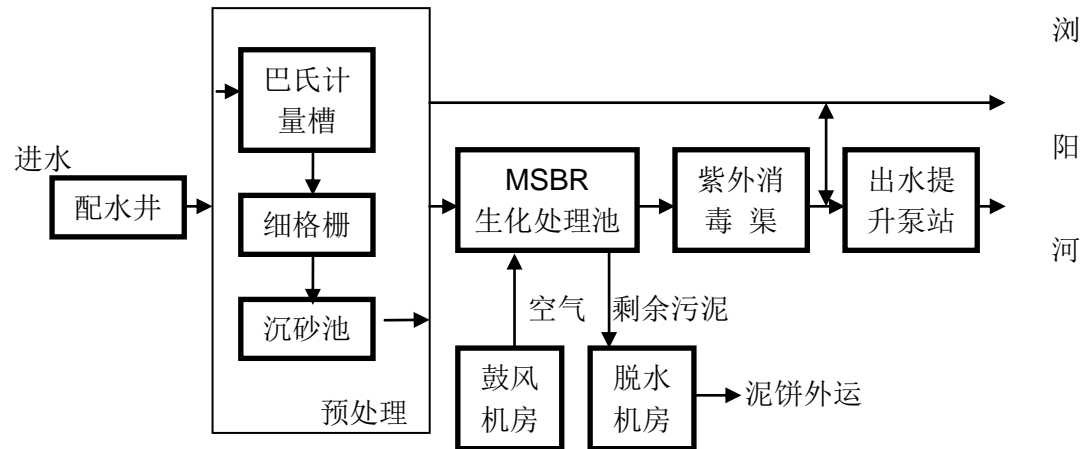 浏
阳
河
进水
配水井
巴氏计
量槽
细格栅
沉砂池
预处理
MSBR
生化处理池
紫外消
毒 渠
出水提
升泵站
空气
剩余污泥
鼓风
机房
脱水
机房
泥饼外运